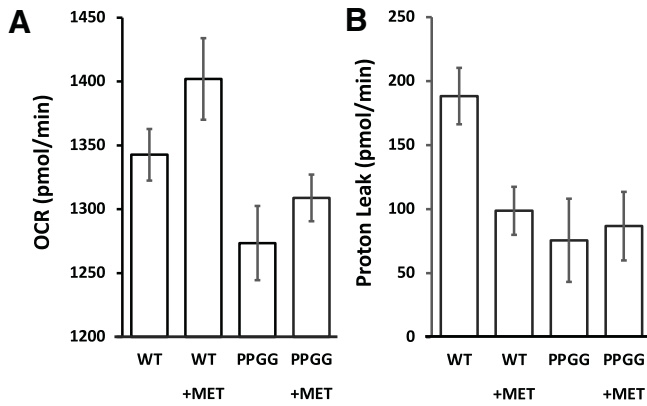 A
OCR (pmol/min)
1450
1400
1350
1300
1250
1200
WT WT PPGG PPGG
+MET +MET
B
Proton Leak (pmol/min)
250
200
150
100
50
0
WT WT PPGG PPGG
+MET +MET